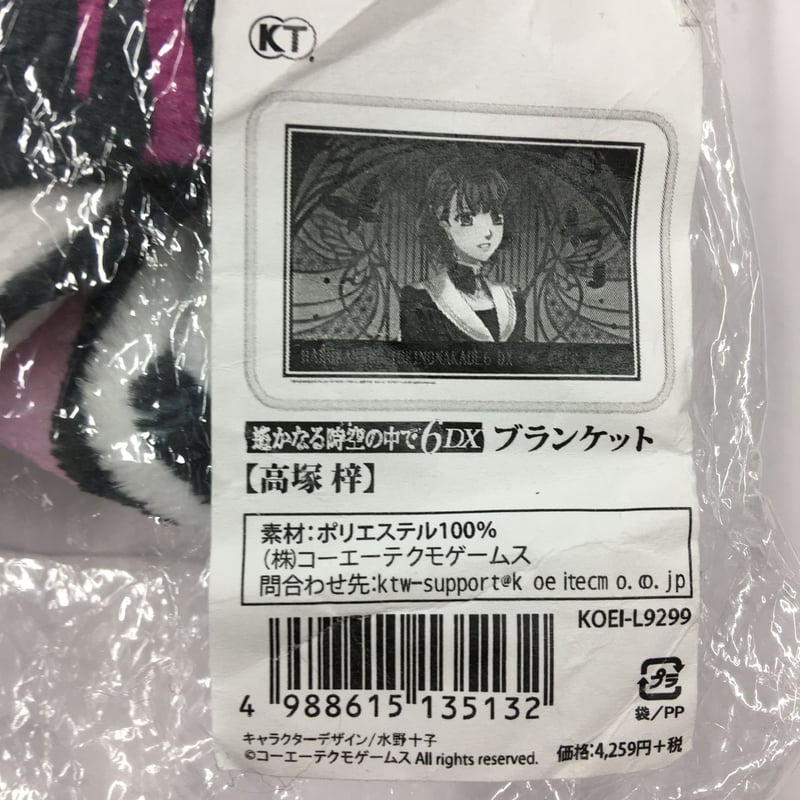 KT
HARUKANARU TOKINONAKADE6 DX
遙かなる時空の中で6DX ブランケット
【高塚 梓】
素材:ポリエステル100%
(株)コーエーテクモゲームス
問合わせ先:ktw-support@k oe itecm o.co.jp
KOEI-L9299
4 988615 135132
プラ
袋/PP
キャラクターデザイン/水野十子
©コーエーテクモゲームス All rights reserved.
価格:4,259円+税